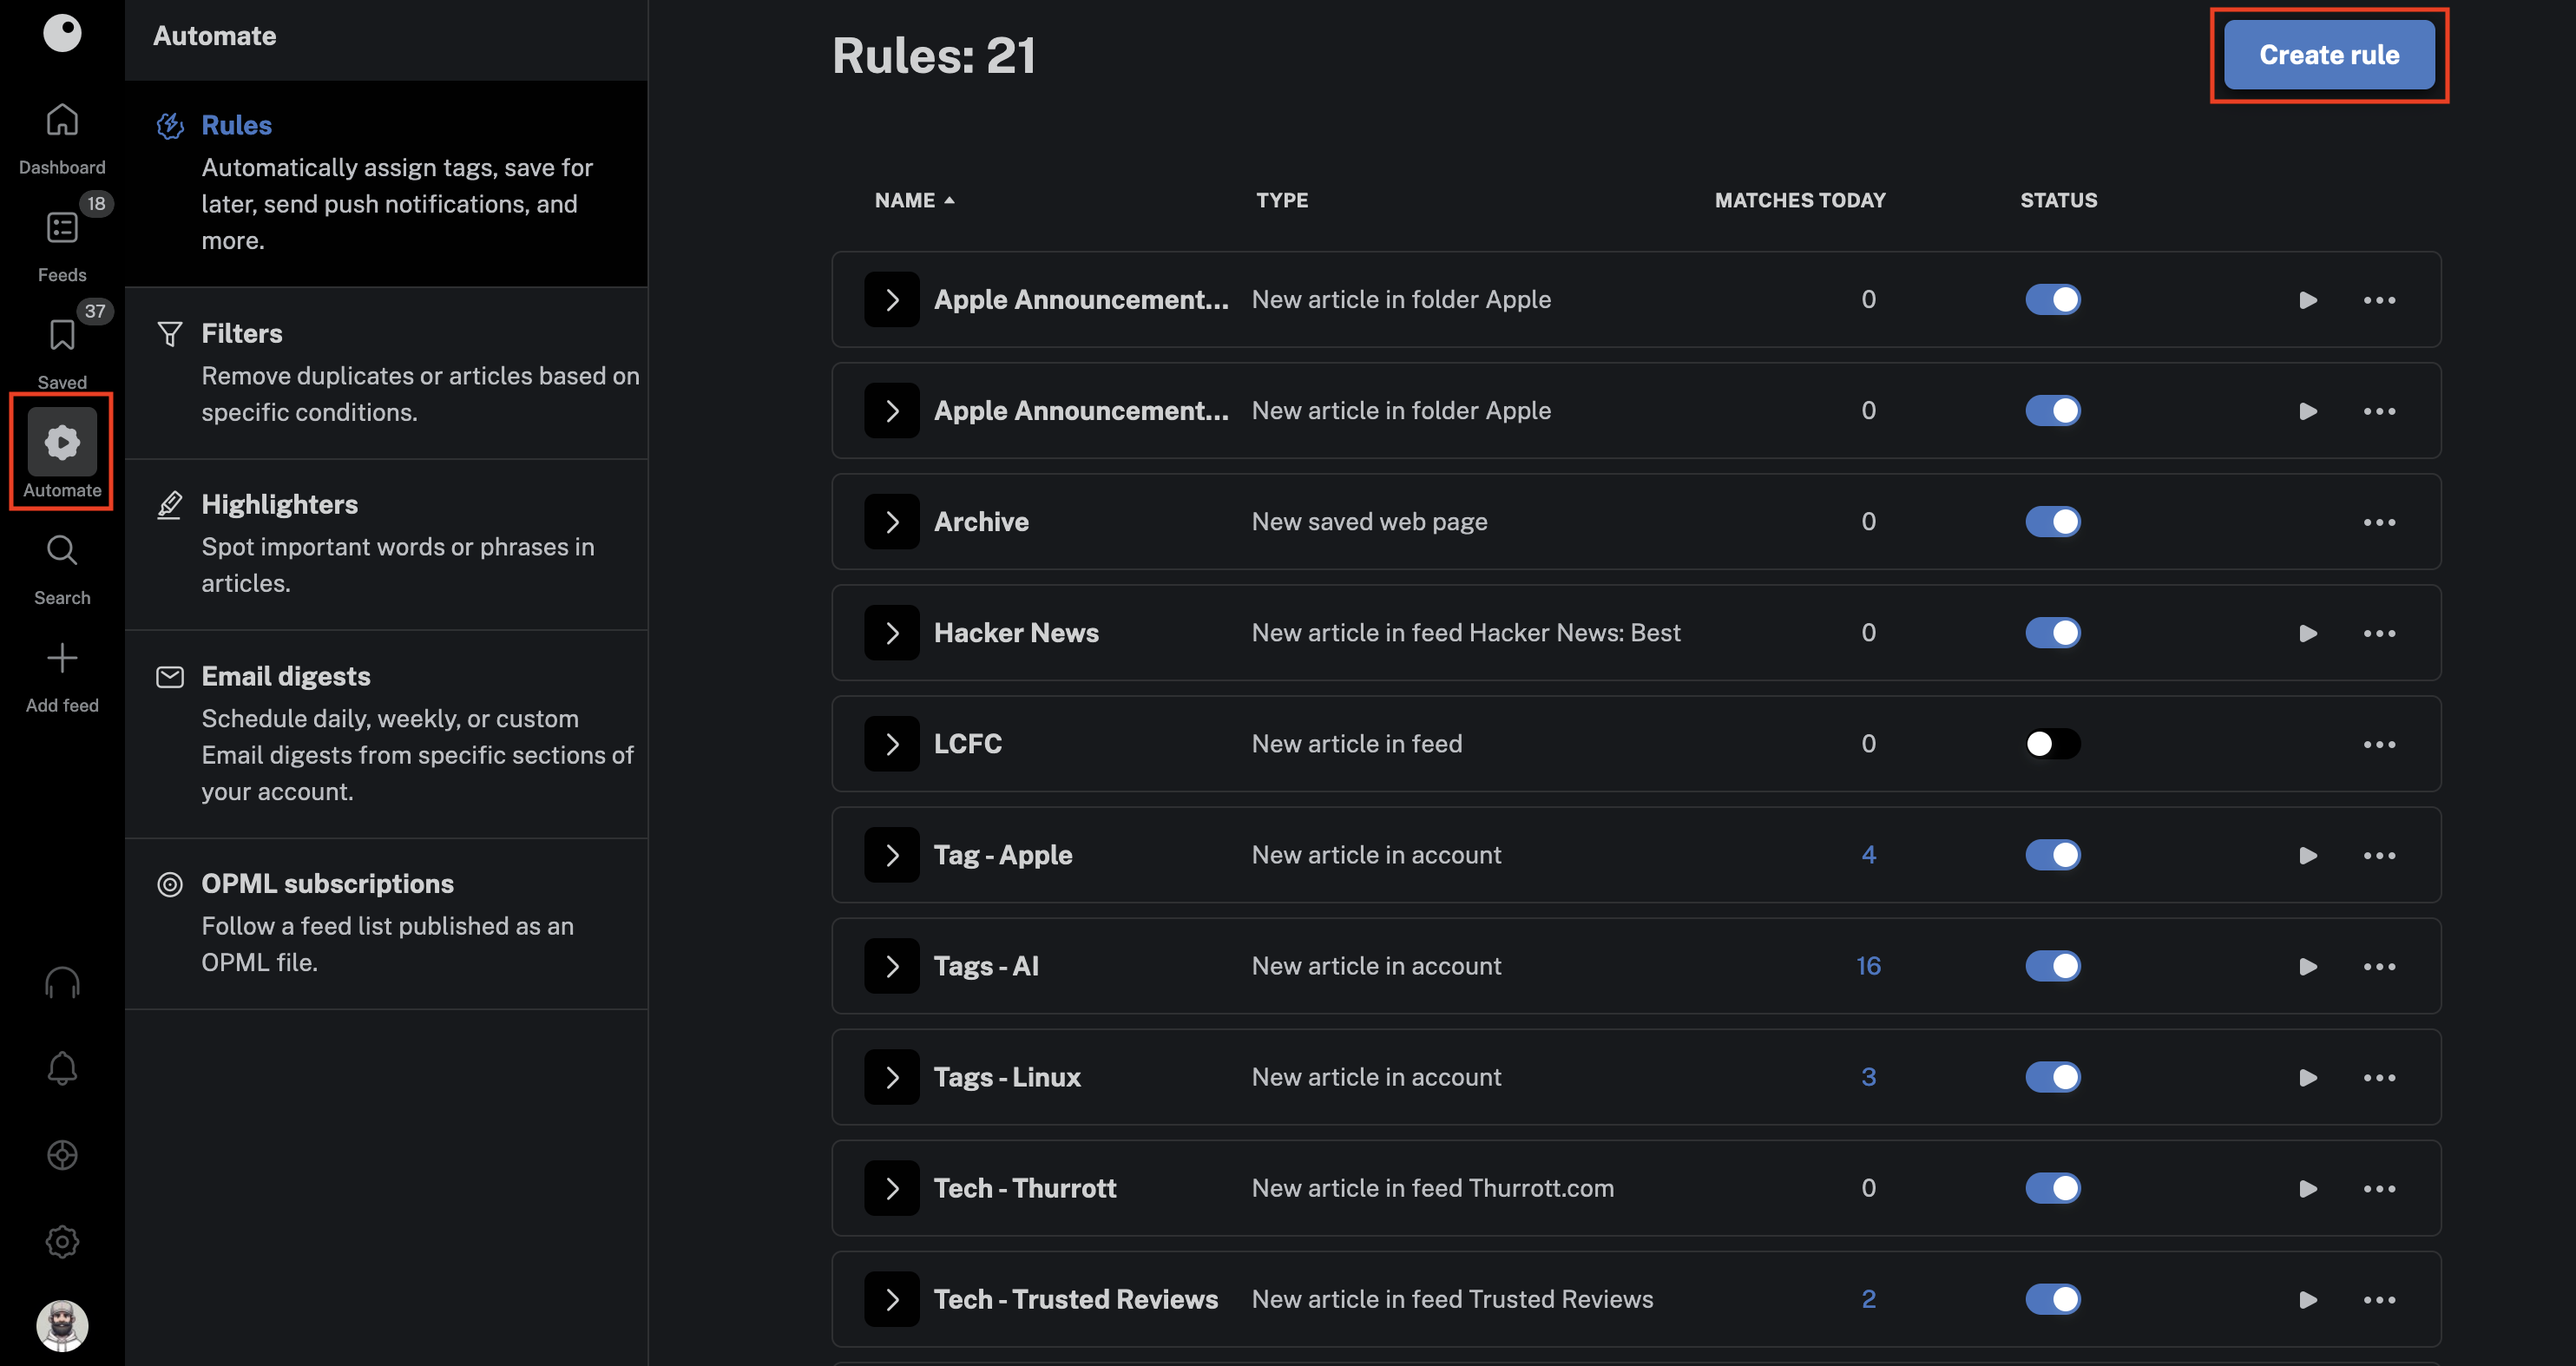 Automate
Dashboard
18
Feeds
37
Saved
Automate
Search
Add feed
Rules
Automatically assign tags, save for
later, send push notifications, and
more.
Filters
Remove duplicates or articles based on
specific conditions.
Highlighters
Spot important words or phrases in
articles.
Email digests
Schedule daily, weekly, or custom
Email digests from specific sections of
your account.
OPML subscriptions
Follow a feed list published as an
OPML file.
Rules: 21
Create rule
NAME TYPE MATCHES TODAY STATUS
Apple Announcement... New article in folder Apple 0
Apple Announcement... New article in folder Apple 0
Archive New saved web page 0
Hacker News New article in feed Hacker News: Best 0
LCFC New article in feed 0
Tag - Apple New article in account 4
Tags - AI New article in account 16
Tags - Linux New article in account 3
Tech - Thurrott New article in feed Thurrott.com 0
Tech - Trusted Reviews New article in feed Trusted Reviews 2